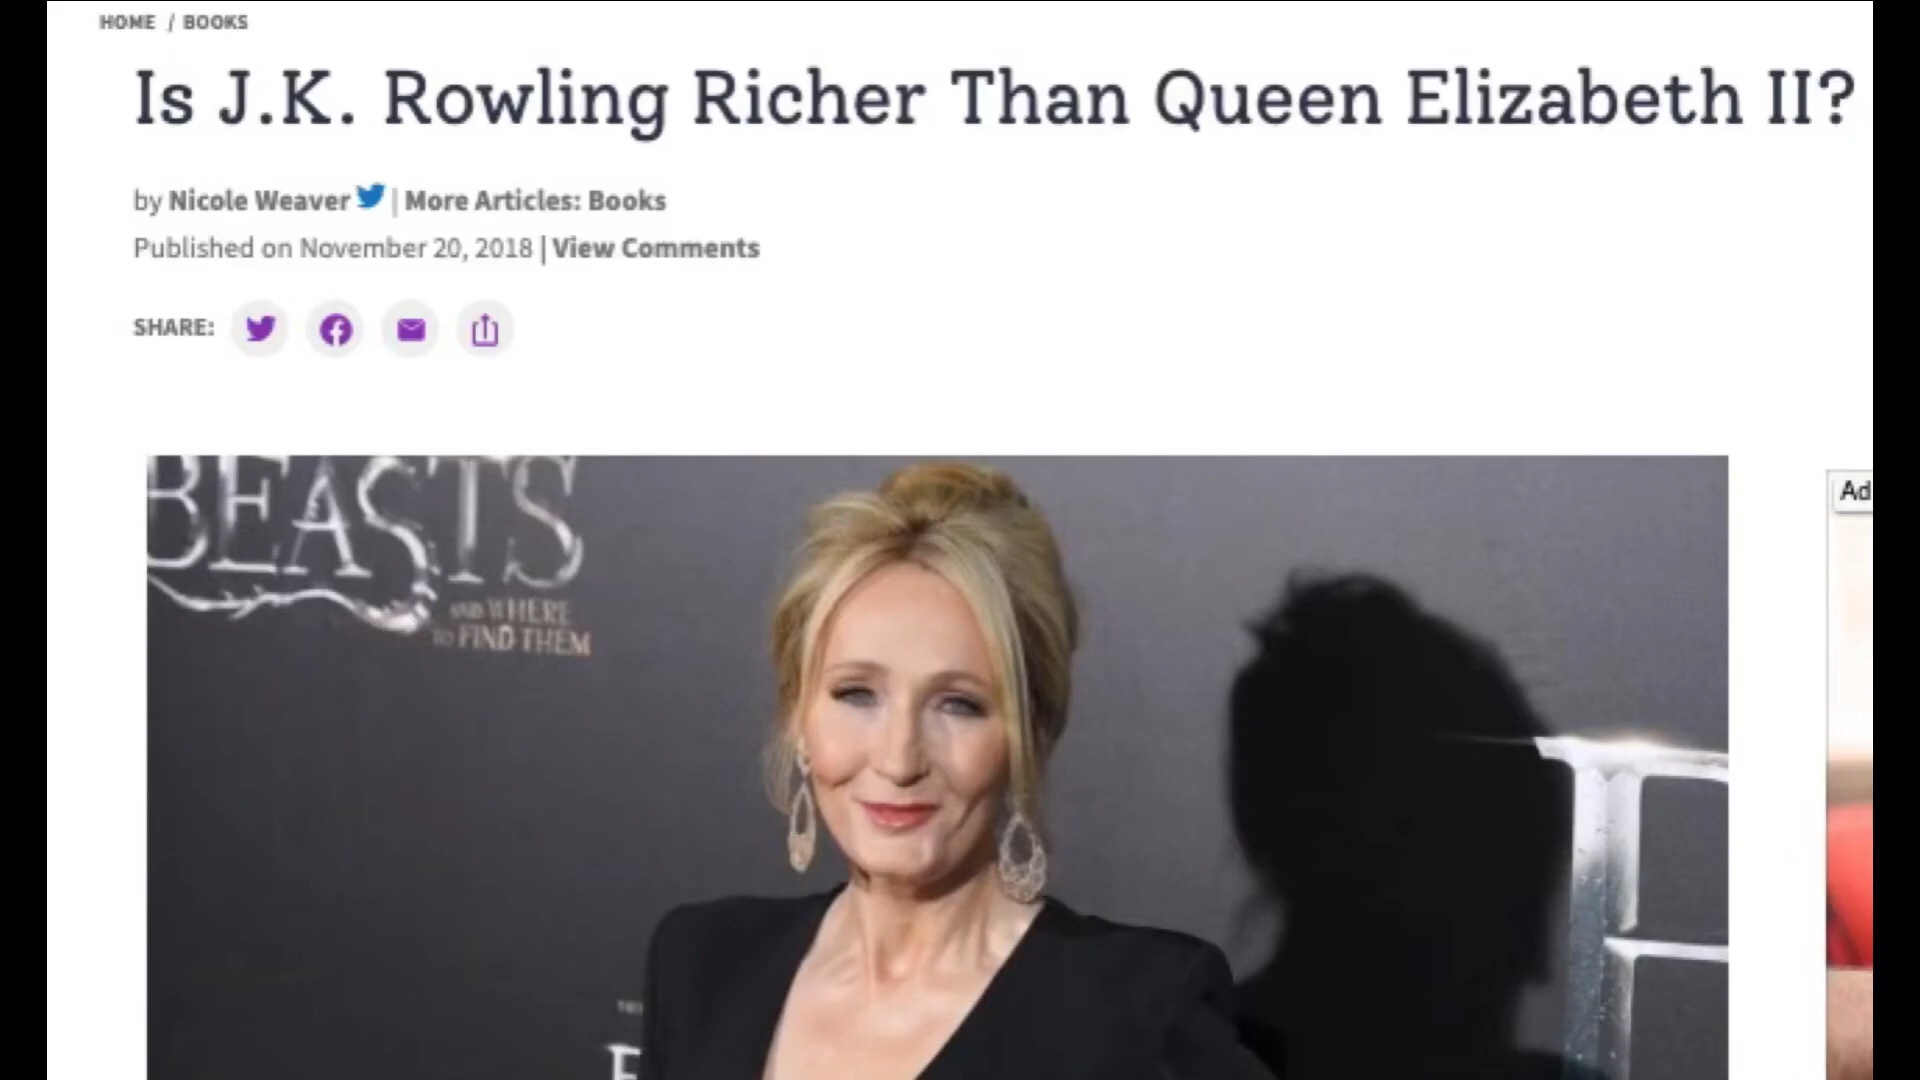 HOME / BOOKS
Is J.K. Rowling Richer Than Queen Elizabeth II?
by Nicole Weaver | More Articles: Books
Published on November 20, 2018 | View Comments
SHARE:
Ad
BEASTS
AND WHERE
TO FIND THEM